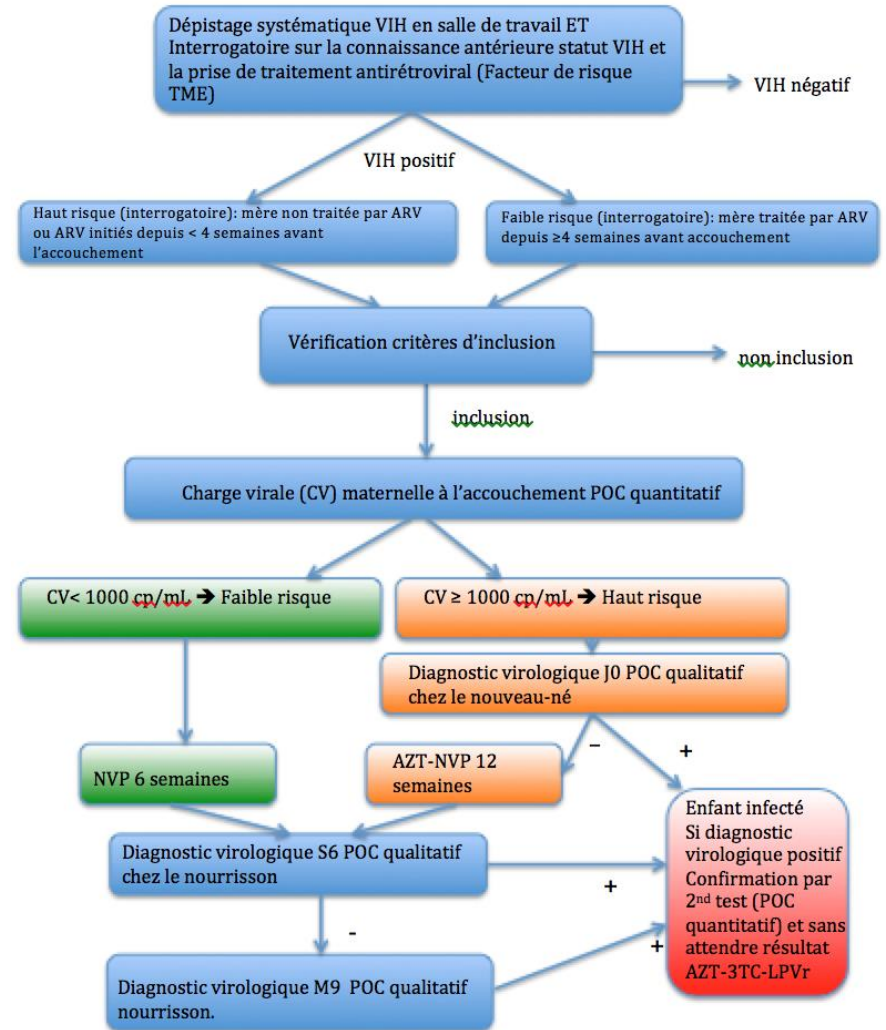 Dépistage systématique VIH en salle de travail ET
Interrogatoire sur la connaissance antérieure statut VIH et
la prise de traitement antirétroviral (Facteur de risque
TME)
VIH négatif
VIH positif
Haut risque (interrogatoire): mère non traitée par ARV
ou ARV initiés depuis < 4 semaines avant
l’accouchement
Faible risque (interrogatoire): mère traitée par ARV
depuis ≥4 semaines avant accouchement
Vérification critères d’inclusion
non inclusion
inclusion
Charge virale (CV) maternelle à l’accouchement POC quantitatif
CV< 1000 cp/mL ➔ Faible risque
CV ≥ 1000 cp/mL ➔ Haut risque
Diagnostic virologique J0 POC qualitatif
chez le nouveau-né
–
+
NVP 6 semaines
AZT-NVP 12
semaines
Diagnostic virologique S6 POC qualitatif
chez le nourrisson
+
-
Diagnostic virologique M9 POC qualitatif
nourrisson.
+
Enfant infecté
Si diagnostic
virologique positif
Confirmation par
2nd test (POC
quantitatif) et sans
attendre résultat
AZT-3TC-LPVr